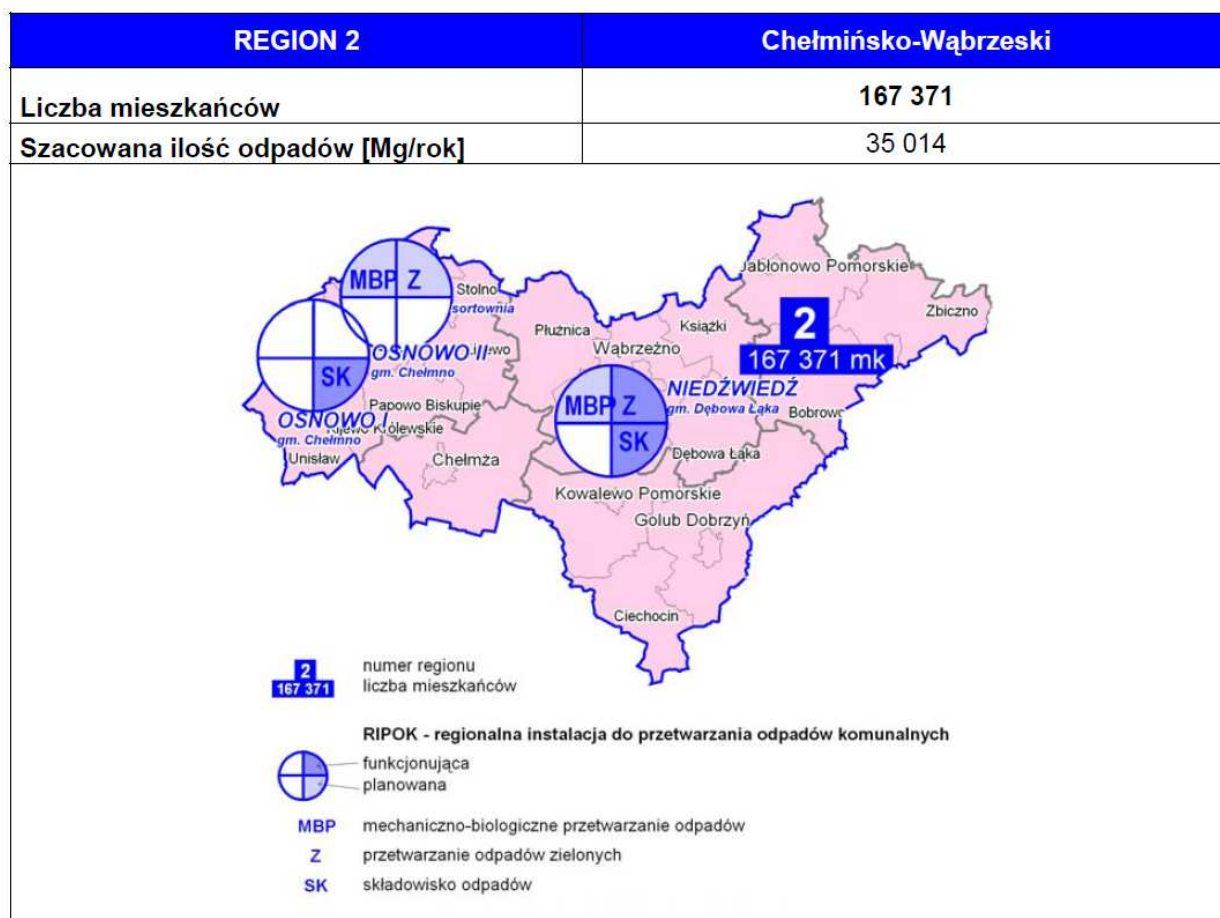 REGION 2 Chełmińsko-Wąbrzeski
Liczba mieszkańców 167 371
Szacowana ilość odpadów [Mg/rok] 35 014
Jabłonowo Pomorskie
MBP Z
Stolno
sortownia
Zbiczno
Płużnica
Książki
2
167 371 mk
Wąbrzeźno
OSNOWO II
gm. Chełmno
SK
NIEDŹWIEDŹ
gm. Dębowa Łąka
MBP Z
SK
Papowo Biskupie
Bobrowo
OSNOWO I
gm. Chełmno
Kijewo Królewskie
Unisław
Chełmża
Dębowa Łąka
Kowalewo Pomorskie
Golub Dobrzyń
Ciechocin
2 numer regionu
167 371 liczba mieszkańców
RIPOK - regionalna instalacja do przetwarzania odpadów komunalnych
funkcjonująca
planowana
MBP mechaniczno-biologiczne przetwarzanie odpadów
Z przetwarzanie odpadów zielonych
SK składowisko odpadów